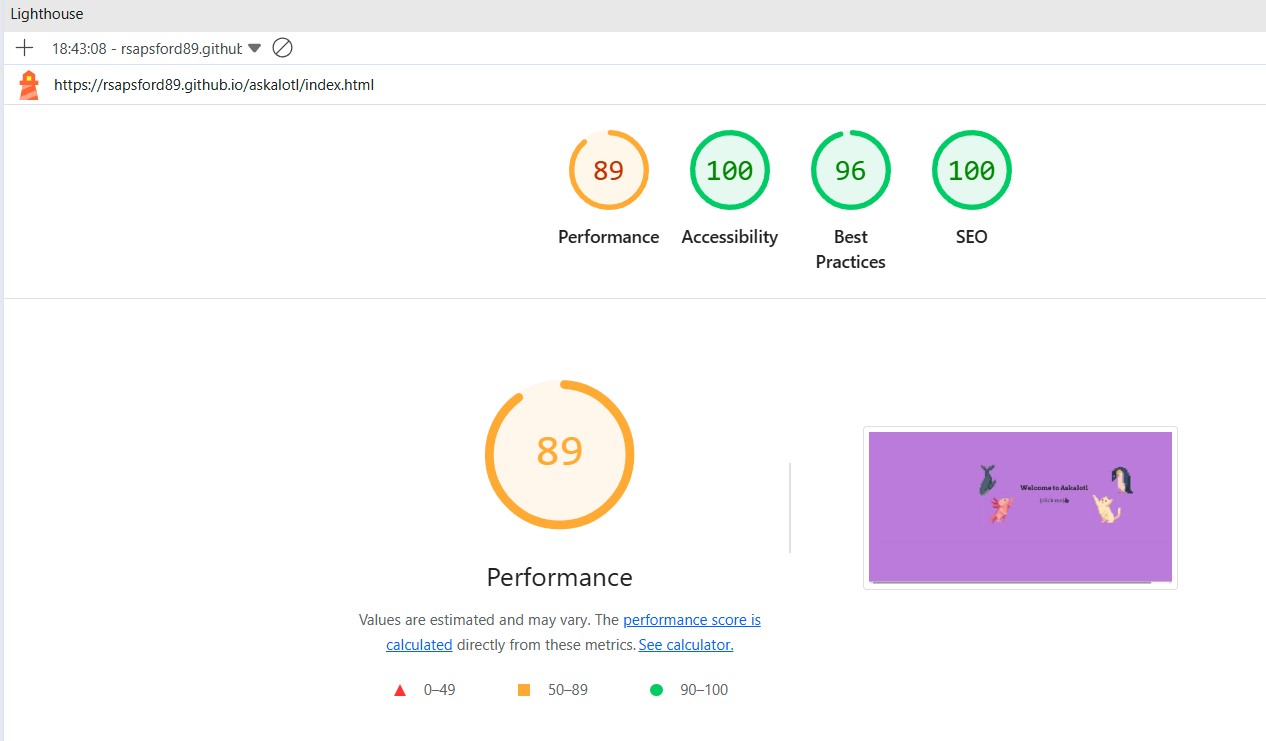 Lighthouse
18:43:08 - rsapsford89.github
https://rsapsford89.github.io/askalotl/index.html
89
100
96
100
Performance
Accessibility
Best
Practices
SEO
89
Welcome to Askalotl
Performance
Values are estimated and may vary. The performance score is
calculated directly from these metrics. See calculator.
0–49
50–89
90–100